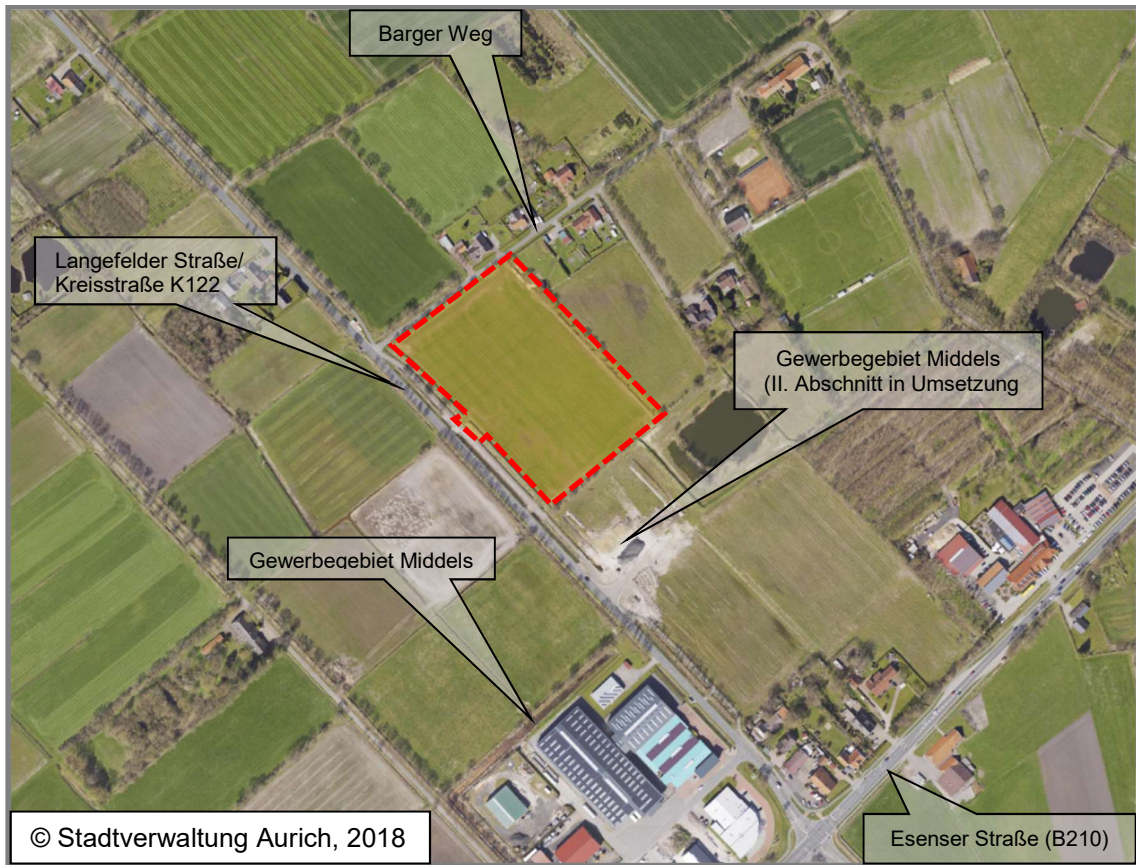 Barger Weg
Langefelder Straße/
Kreisstraße K122
Gewerbegebiet Middels
(II. Abschnitt in Umsetzung
Gewerbegebiet Middels
© Stadtverwaltung Aurich, 2018
Esenser Straße (B210)